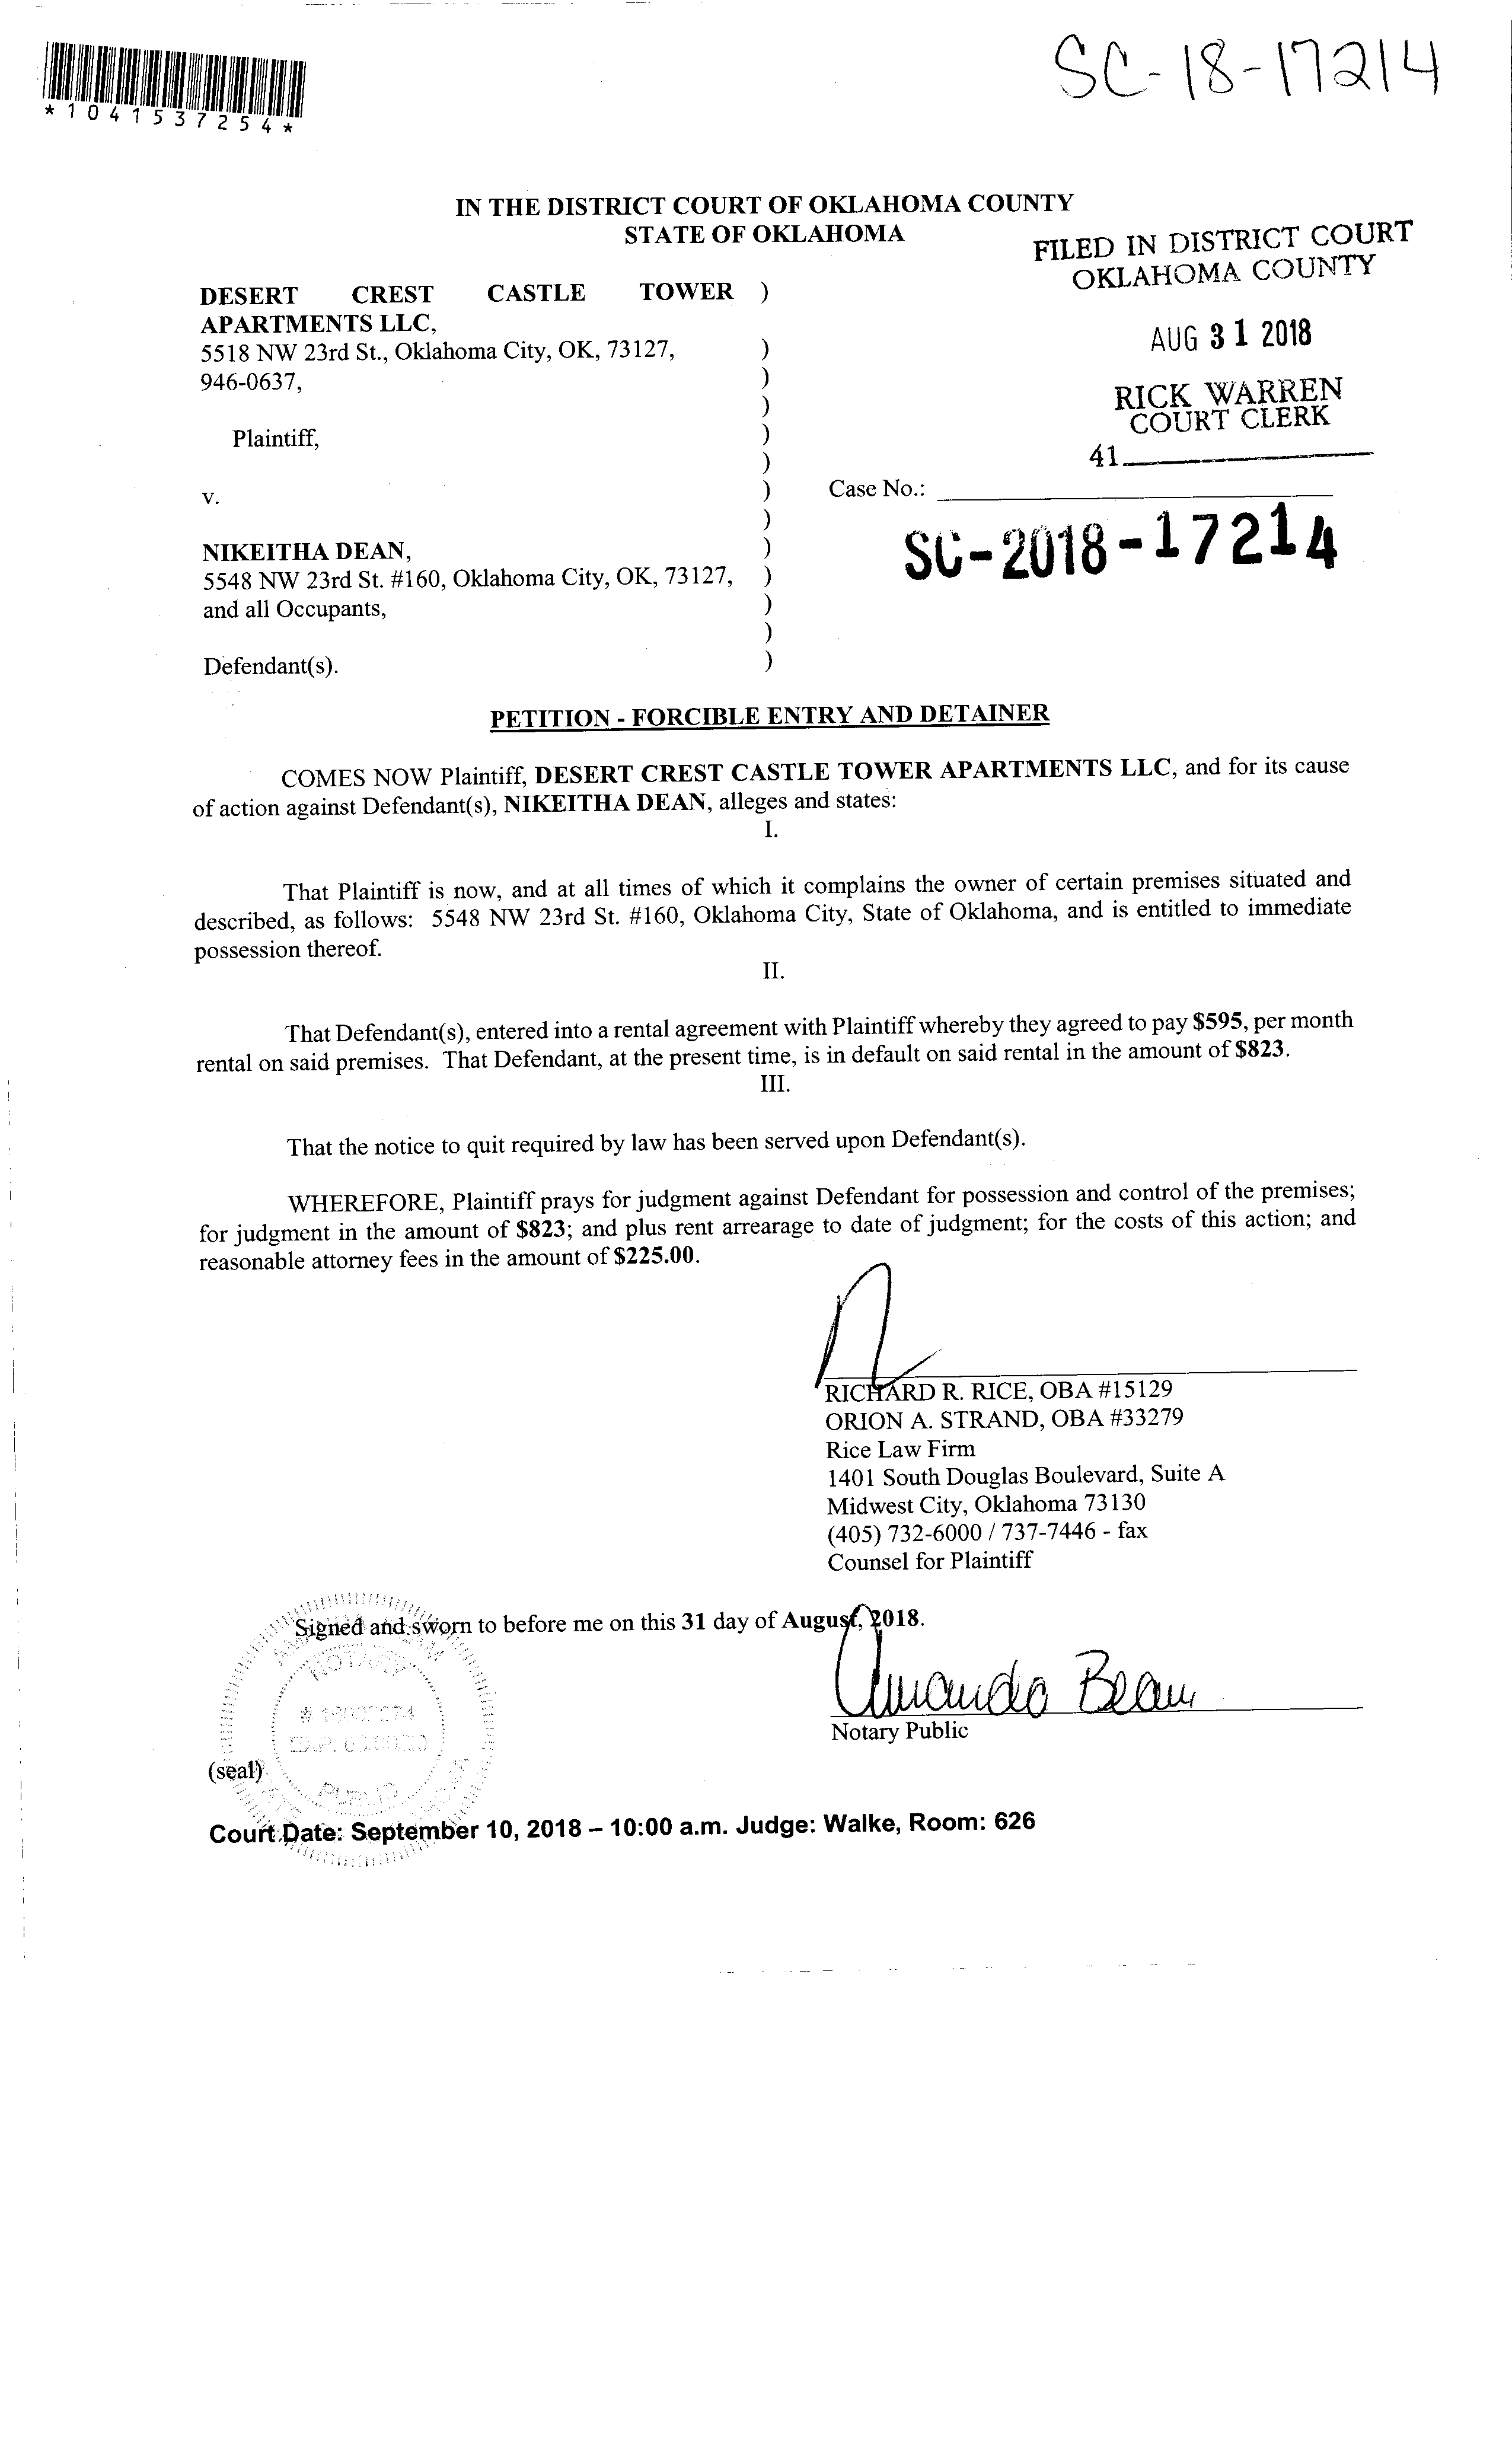 SC-18-17214
*1041537254*
IN THE DISTRICT COURT OF OKLAHOMA COUNTY
STATE OF OKLAHOMA
FILED IN DISTRICT COURT
OKLAHOMA COUNTY
AUG 31 2018
RICK WARREN
COURT CLERK
41
DESERT CREST CASTLE TOWER )
APARTMENTS LLC,
5518 NW 23rd St., Oklahoma City, OK, 73127, )
946-0637, )
)
Plaintiff, )
)
v. ) Case No.:
)
SC-2018-17214
NIKEITHA DEAN, )
5548 NW 23rd St. #160, Oklahoma City, OK, 73127, )
and all Occupants, )
)
Defendant(s). )
PETITION - FORCIBLE ENTRY AND DETAINER
COMES NOW Plaintiff, DESERT CREST CASTLE TOWER APARTMENTS LLC, and for its cause
of action against Defendant(s), NIKEITHA DEAN, alleges and states:
I.
That Plaintiff is now, and at all times of which it complains the owner of certain premises situated and
described, as follows: 5548 NW 23rd St. #160, Oklahoma City, State of Oklahoma, and is entitled to immediate
possession thereof.
II.
That Defendant(s), entered into a rental agreement with Plaintiff whereby they agreed to pay $595, per month
rental on said premises. That Defendant, at the present time, is in default on said rental in the amount of $823.
III.
That the notice to quit required by law has been served upon Defendant(s).
WHEREFORE, Plaintiff prays for judgment against Defendant for possession and control of the premises;
for judgment in the amount of $823; and plus rent arrearage to date of judgment; for the costs of this action; and
reasonable attorney fees in the amount of $225.00.
RICHARD R. RICE, OBA #15129
ORION A. STRAND, OBA #33279
Rice Law Firm
1401 South Douglas Boulevard, Suite A
Midwest City, Oklahoma 73130
(405) 732-6000 / 737-7446 - fax
Counsel for Plaintiff
Signed and sworn to before me on this 31 day of August, 2018.
Amanda Beam
Notary Public
NOTARY
PUBLIC
(seal)
Court Date: September 10, 2018 – 10:00 a.m. Judge: Walke, Room: 626